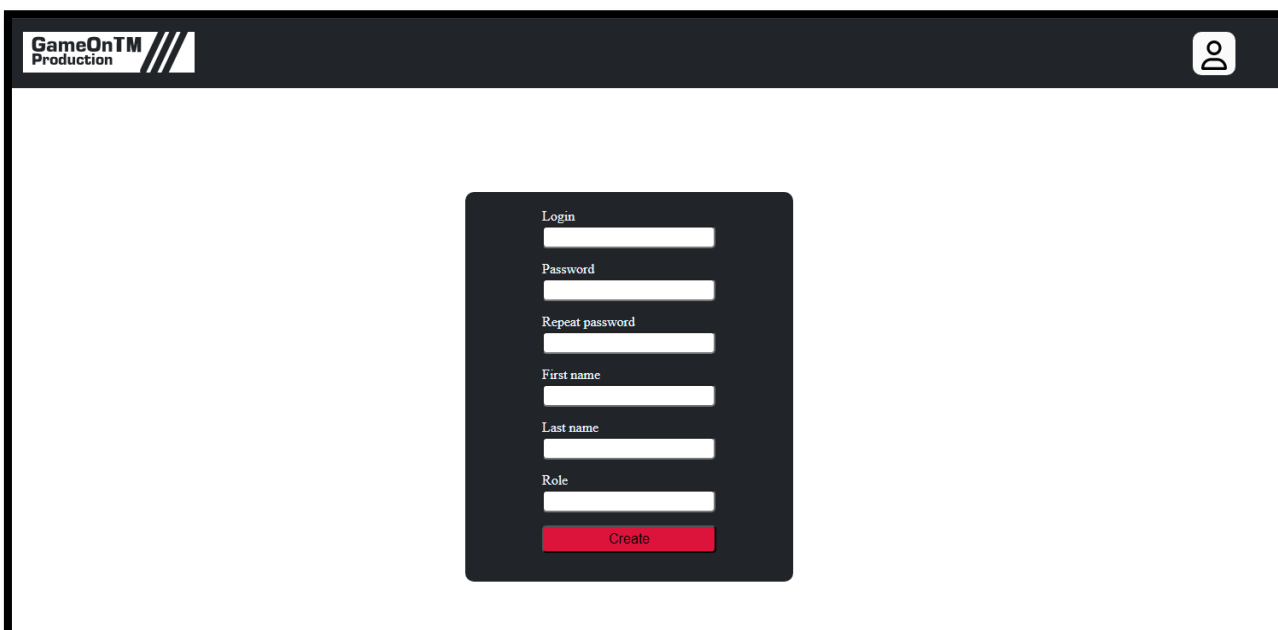 GameOnTM
Production
Login
Password
Repeat password
First name
Last name
Role
Create